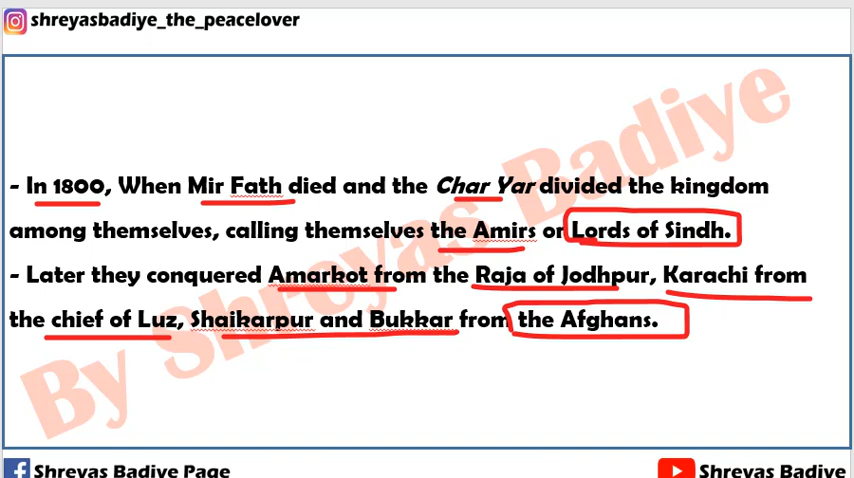 shreyasbadiye_the_peacelover
- In 1800, When Mir Fath died and the Char Yar divided the kingdom
among themselves, calling themselves the Amirs or Lords of Sindh.
- Later they conquered Amarkot from the Raja of Jodhpur, Karachi from
the chief of Luz, Shaikarpur and Bukkar from the Afghans.
By Shreyas Badiye
Shreyas Badiye Page
Shreyas Badiye